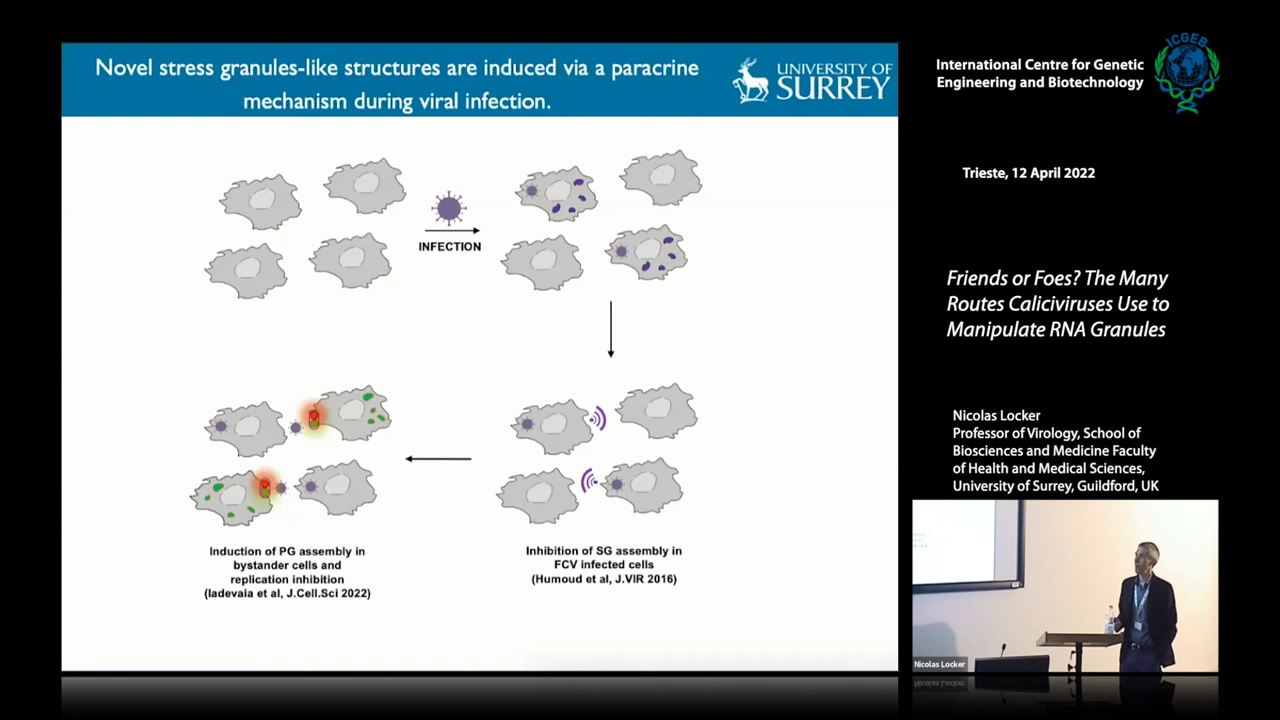 Novel stress granules-like structures are induced via a paracrine
mechanism during viral infection.
UNIVERSITY OF
SURREY
INFECTION
Induction of PG assembly in
bystander cells and
replication inhibition
(Iadevaia et al, J.Cell.Sci 2022)
Inhibition of SG assembly in
FCV infected cells
(Humoud et al, J.VIR 2016)
International Centre for Genetic
Engineering and Biotechnology
ICGEB
Trieste, 12 April 2022
Friends or Foes? The Many
Routes Caliciviruses Use to
Manipulate RNA Granules
Nicolas Locker
Professor of Virology, School of
Biosciences and Medicine Faculty
of Health and Medical Sciences,
University of Surrey, Guildford, UK
Nicolas Locker